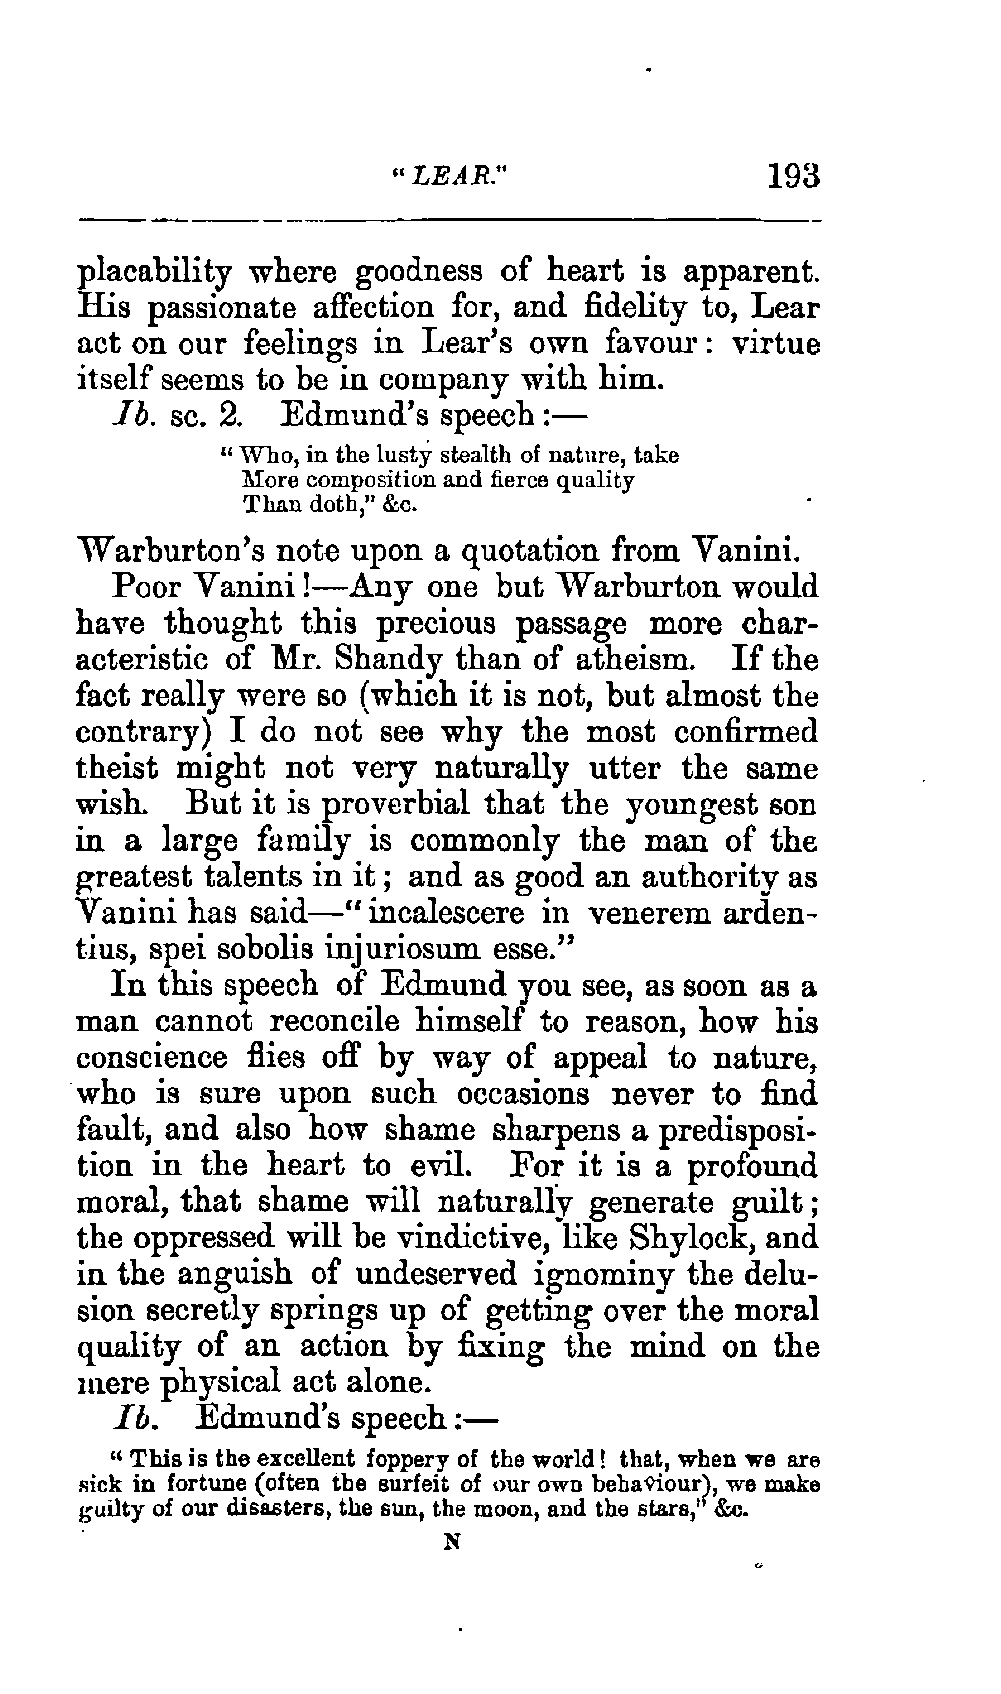 "LEAR." 193
placability where goodness of heart is apparent.
His passionate affection for, and fidelity to, Lear
act on our feelings in Lear's own favour: virtue
itself seems to be in company with him.
Ib. sc. 2. Edmund's speech:—
"Who, in the lusty stealth of nature, take
More composition and fierce quality
Than doth," &c.
Warburton's note upon a quotation from Vanini.
Poor Vanini!—Any one but Warburton would
have thought this precious passage more char-
acteristic of Mr. Shandy than of atheism. If the
fact really were so (which it is not, but almost the
contrary) I do not see why the most confirmed
theist might not very naturally utter the same
wish. But it is proverbial that the youngest son
in a large family is commonly the man of the
greatest talents in it; and as good an authority as
Vanini has said—"incalescere in venerem arden-
tius, spei sobolis injuriosum esse."
In this speech of Edmund you see, as soon as a
man cannot reconcile himself to reason, how his
conscience flies off by way of appeal to nature,
who is sure upon such occasions never to find
fault, and also how shame sharpens a predisposi-
tion in the heart to evil. For it is a profound
moral, that shame will naturally generate guilt;
the oppressed will be vindictive, like Shylock, and
in the anguish of undeserved ignominy the delu-
sion secretly springs up of getting over the moral
quality of an action by fixing the mind on the
mere physical act alone.
Ib. Edmund's speech:—
"This is the excellent foppery of the world! that, when we are
sick in fortune (often the surfeit of our own behaviour), we make
guilty of our disasters, the sun, the moon, and the stars," &c.
N